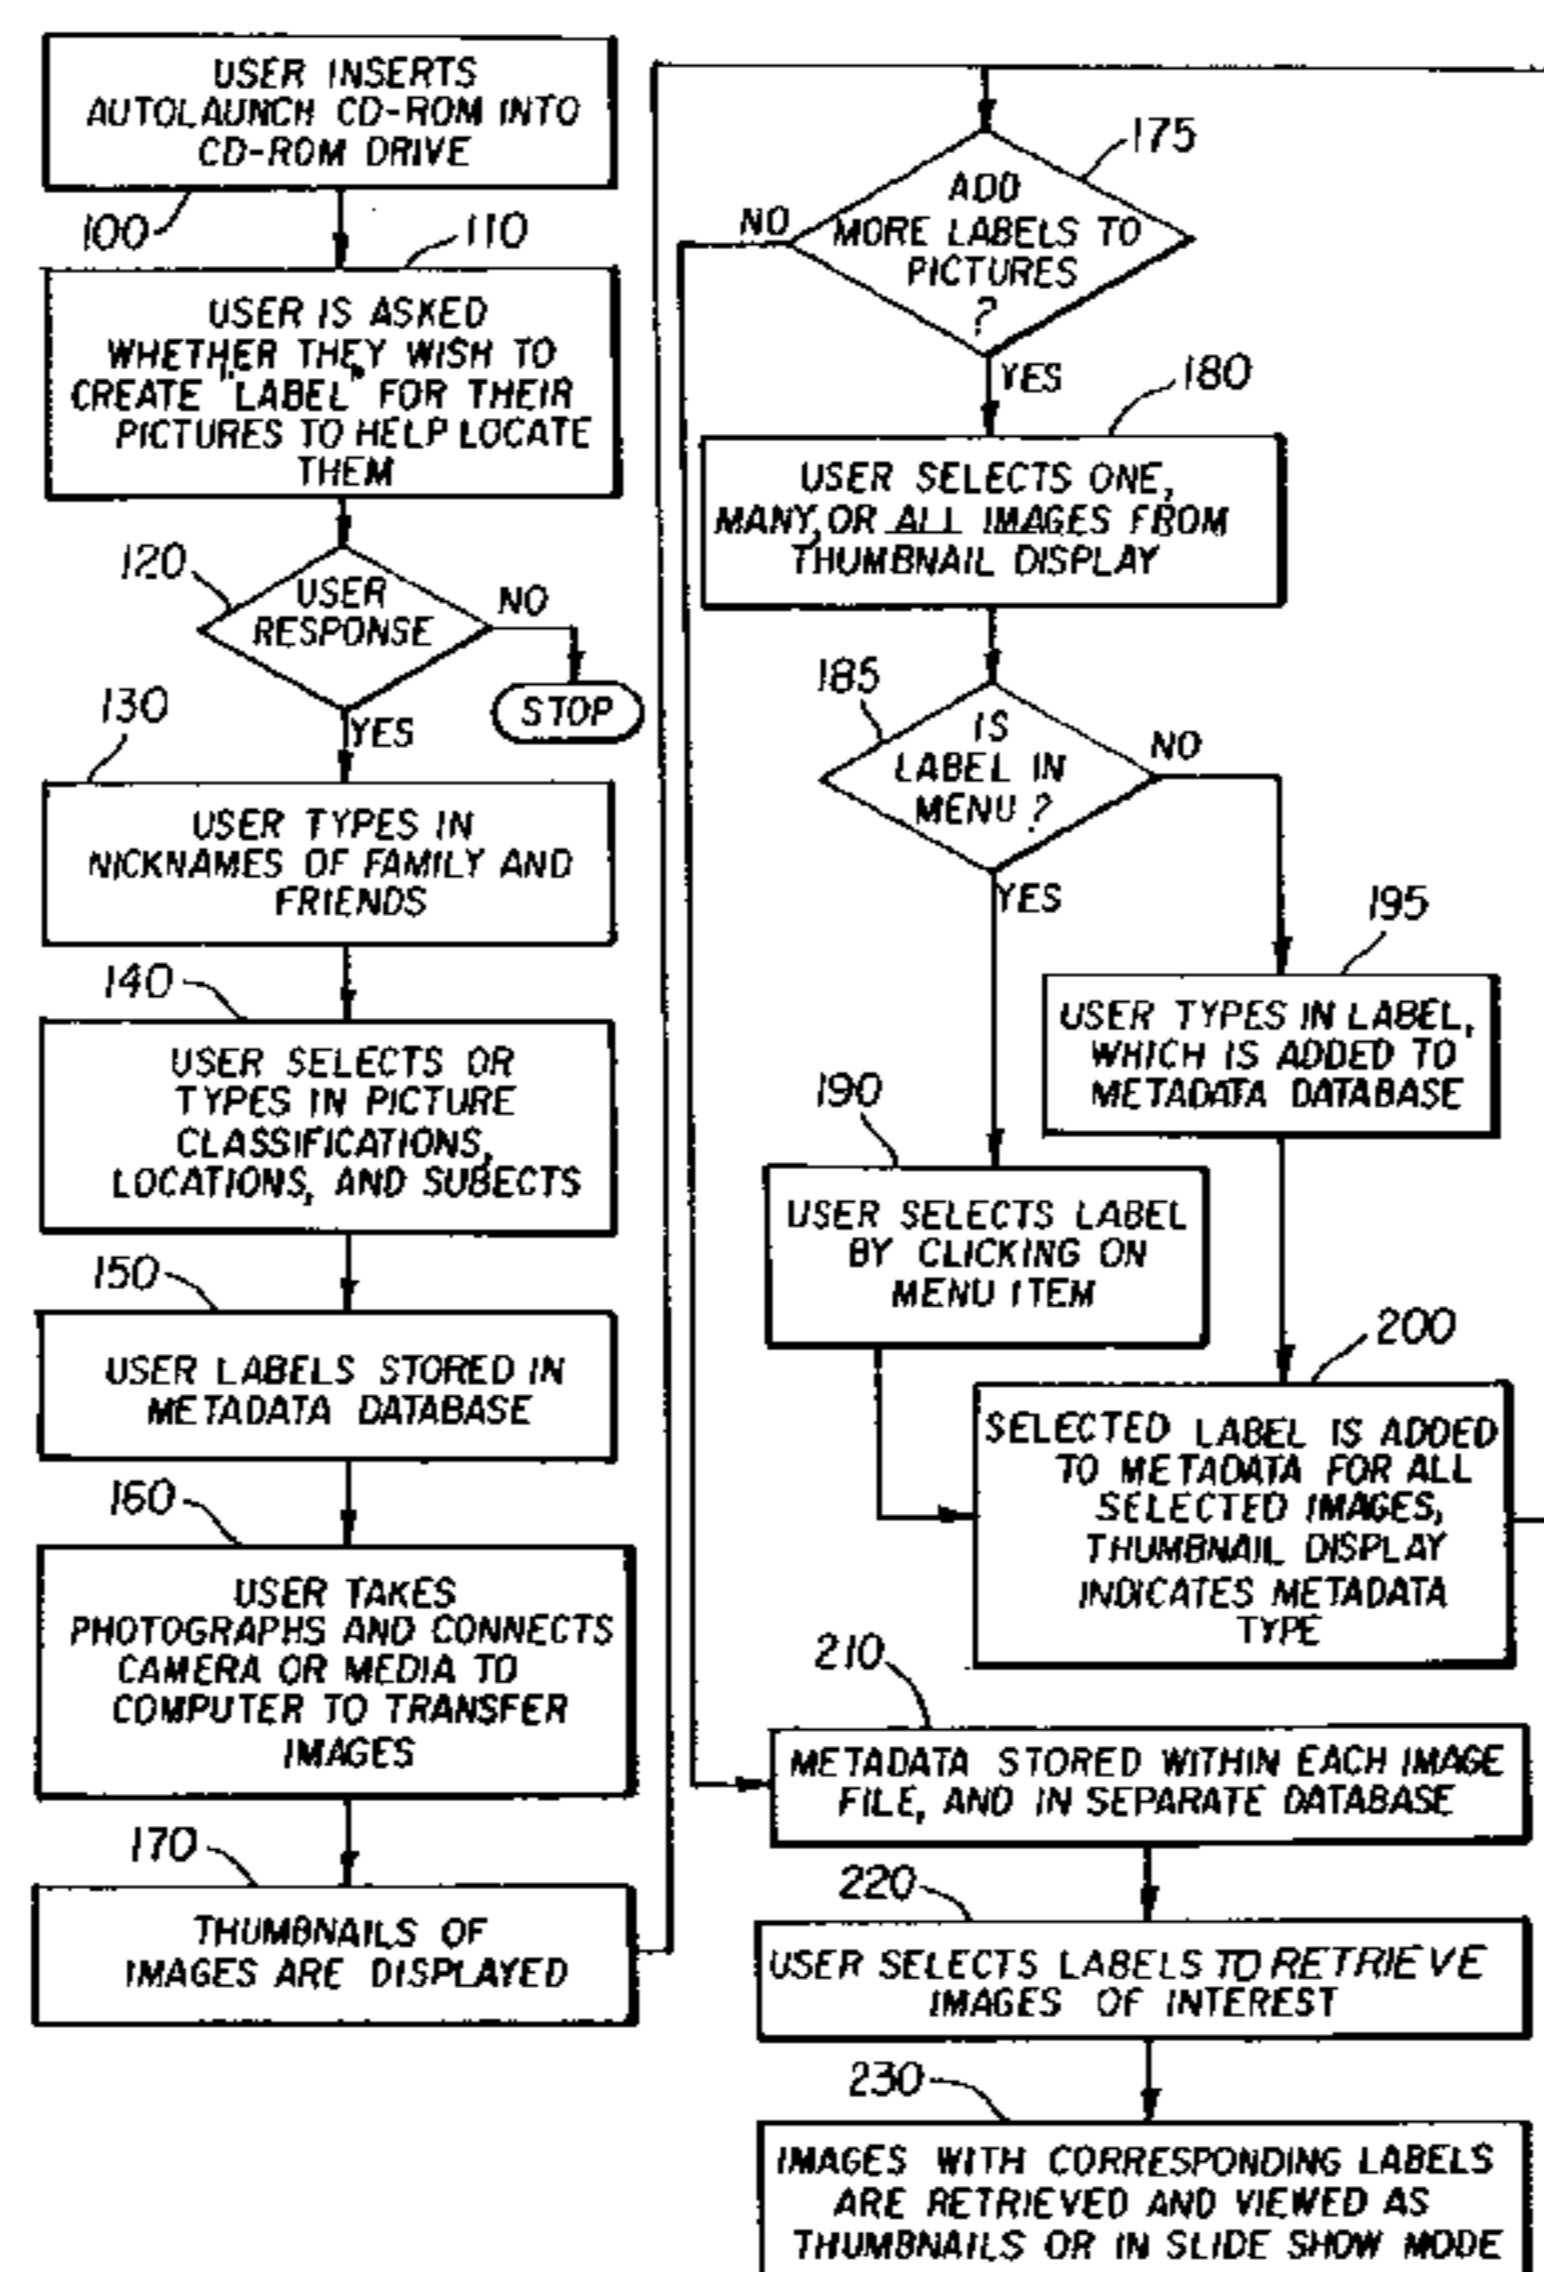 USER INSERTS
AUTOLAUNCH CD-ROM INTO
CD-ROM DRIVE
100
110
USER IS ASKED
WHETHER THEY WISH TO
CREATE "LABEL" FOR THEIR
PICTURES TO HELP LOCATE
THEM
120
USER
RESPONSE
NO
STOP
YES
130
USER TYPES IN
NICKNAMES OF FAMILY AND
FRIENDS
140
USER SELECTS OR
TYPES IN PICTURE
CLASSIFICATIONS,
LOCATIONS, AND SUBECTS
150
USER LABELS STORED IN
METADATA DATABASE
160
USER TAKES
PHOTOGRAPHS AND CONNECTS
CAMERA OR MEDIA TO
COMPUTER TO TRANSFER
IMAGES
170
THUMBNAILS OF
IMAGES ARE DISPLAYED
175
ADD
MORE LABELS TO
PICTURES
?
NO
YES
180
USER SELECTS ONE,
MANY, OR ALL IMAGES FROM
THUMBNAIL DISPLAY
185
IS
LABEL IN
MENU ?
NO
YES
195
USER TYPES IN LABEL,
WHICH IS ADDED TO
METADATA DATABASE
190
USER SELECTS LABEL
BY CLICKING ON
MENU ITEM
200
SELECTED LABEL IS ADDED
TO METADATA FOR ALL
SELECTED IMAGES,
THUMBNAIL DISPLAY
INDICATES METADATA
TYPE
210
METADATA STORED WITHIN EACH IMAGE
FILE, AND IN SEPARATE DATABASE
220
USER SELECTS LABELS TO RETRIEVE
IMAGES OF INTEREST
230
IMAGES WITH CORRESPONDING LABELS
ARE RETRIEVED AND VIEWED AS
THUMBNAILS OR IN SLIDE SHOW MODE